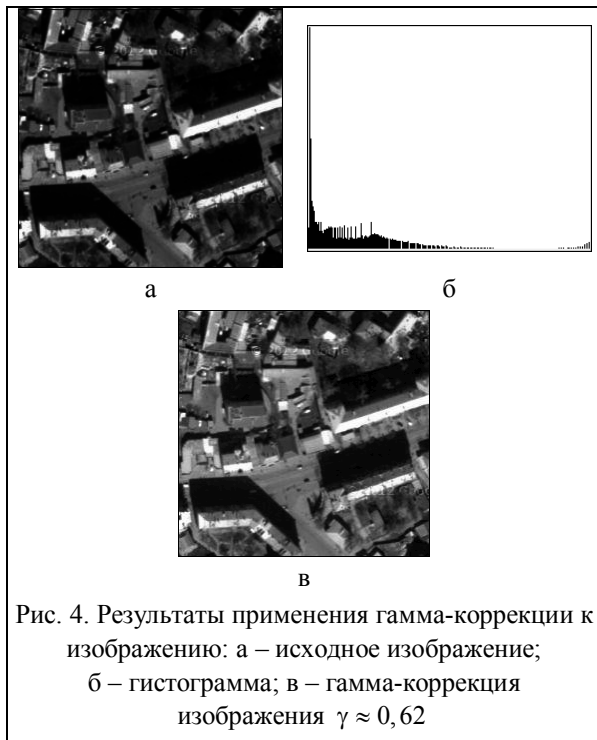 а
б
в
Рис. 4. Результаты применения гамма-коррекции к
изображению: а – исходное изображение;
б – гистограмма; в – гамма-коррекция
изображения γ ≈ 0,62